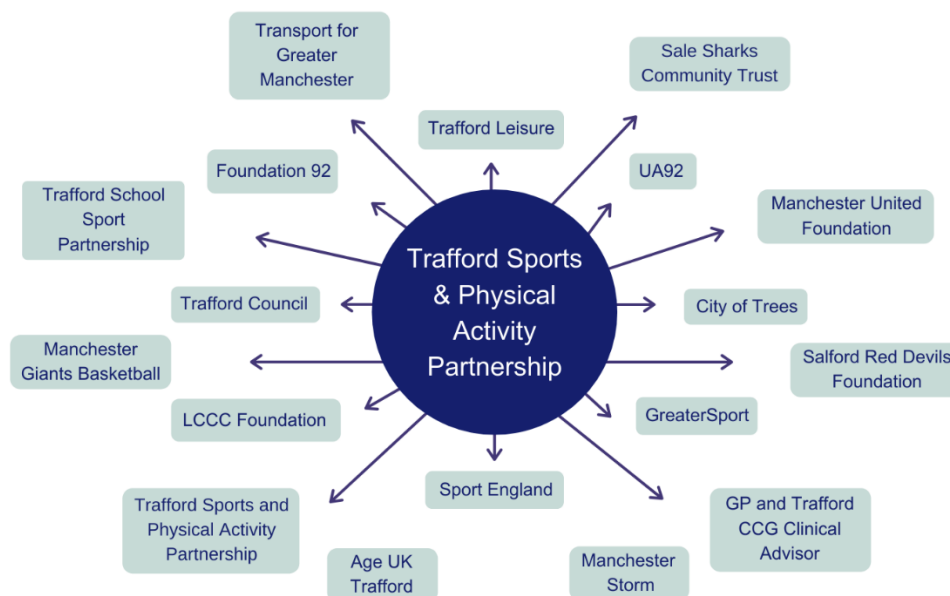 Transport for
Greater
Manchester
Sale Sharks
Community Trust
Trafford Leisure
Foundation 92
UA92
Trafford School
Sport
Partnership
Manchester United
Foundation
Trafford Sports
& Physical
Activity
Partnership
Trafford Council
City of Trees
Manchester
Giants Basketball
Salford Red Devils
Foundation
LCCC Foundation
GreaterSport
Sport England
Trafford Sports and
Physical Activity
Partnership
GP and Trafford
CCG Clinical
Advisor
Age UK
Trafford
Manchester
Storm